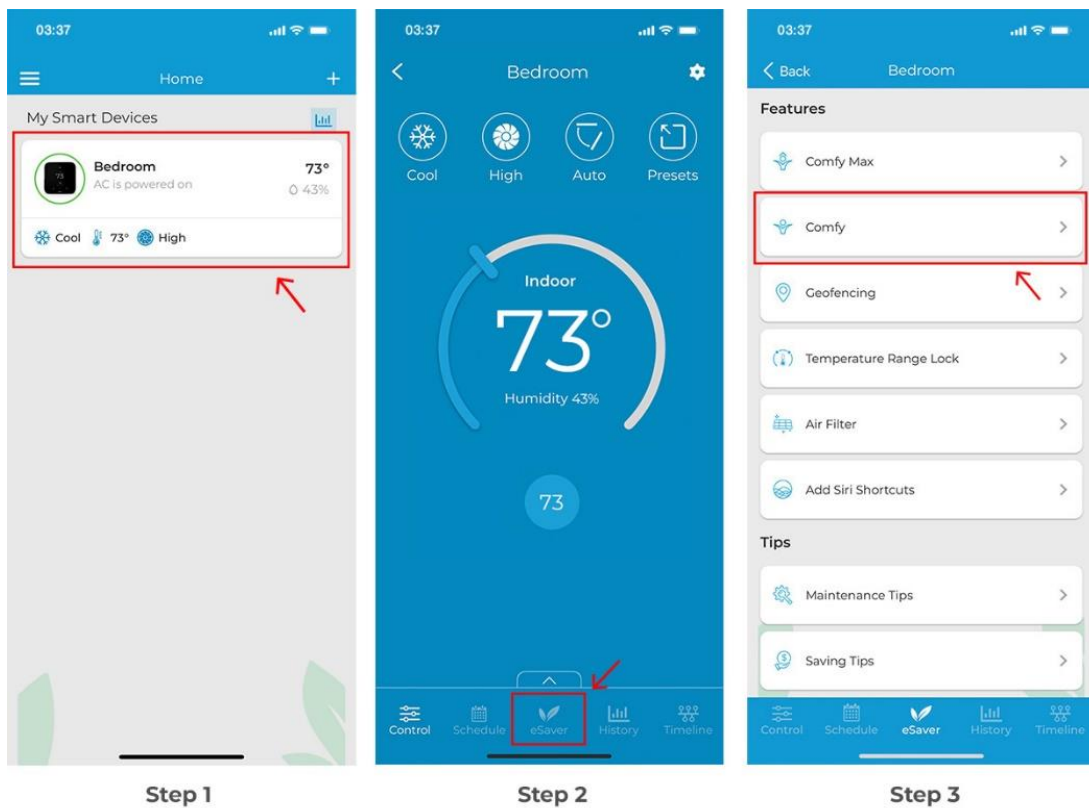 03:37
Home
+
My Smart Devices
73
Bedroom
AC is powered on
73°
43%
Cool
73°
High
Step 1
03:37
Bedroom
Cool
High
Auto
Presets
Indoor
73°
Humidity 43%
73
Control
Schedule
eSaver
History
Timeline
Step 2
03:37
Back
Bedroom
Features
Comfy Max
Comfy
Geofencing
Temperature Range Lock
Air Filter
Add Siri Shortcuts
Tips
Maintenance Tips
Saving Tips
Control
Schedule
eSaver
History
Timeline
Step 3